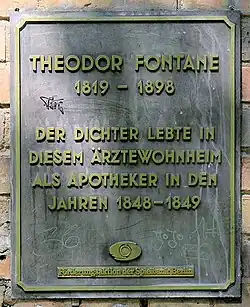 THEODOR FONTANE
1819 – 1898
DER DICHTER LEBTE IN
DIESEM ÄRZTEWOHNHEIM
ALS APOTHEKER IN DEN
JAHREN 1848–1849
Förderungsaktion der Spielbank Berlin